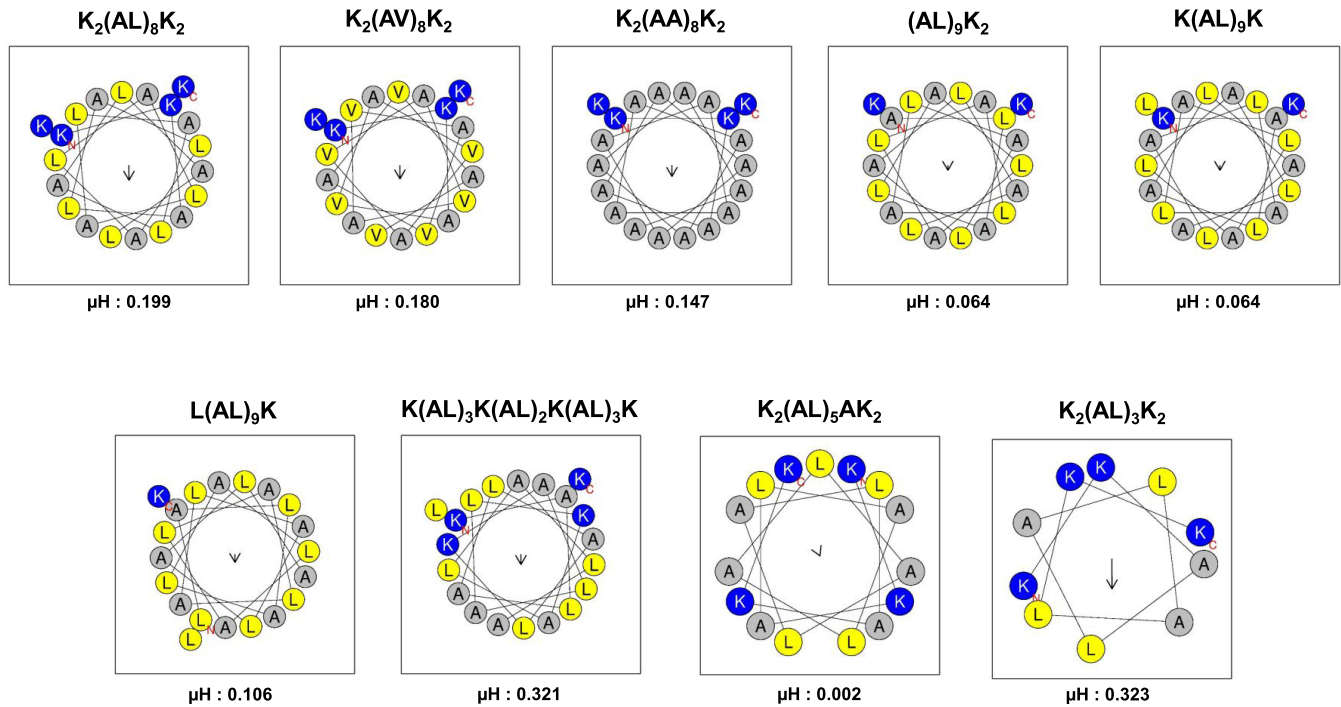 K₂(AL)₈K₂
K₂(AV)₈K₂
K₂(AA)₈K₂
(AL)₉K₂
K(AL)₉K
μH : 0.199
μH : 0.180
μH : 0.147
μH : 0.064
μH : 0.064
L(AL)₉K
K(AL)₃K(AL)₂K(AL)₃K
K₂(AL)₅AK₂
K₂(AL)₃K₂
μH : 0.106
μH : 0.321
μH : 0.002
μH : 0.323